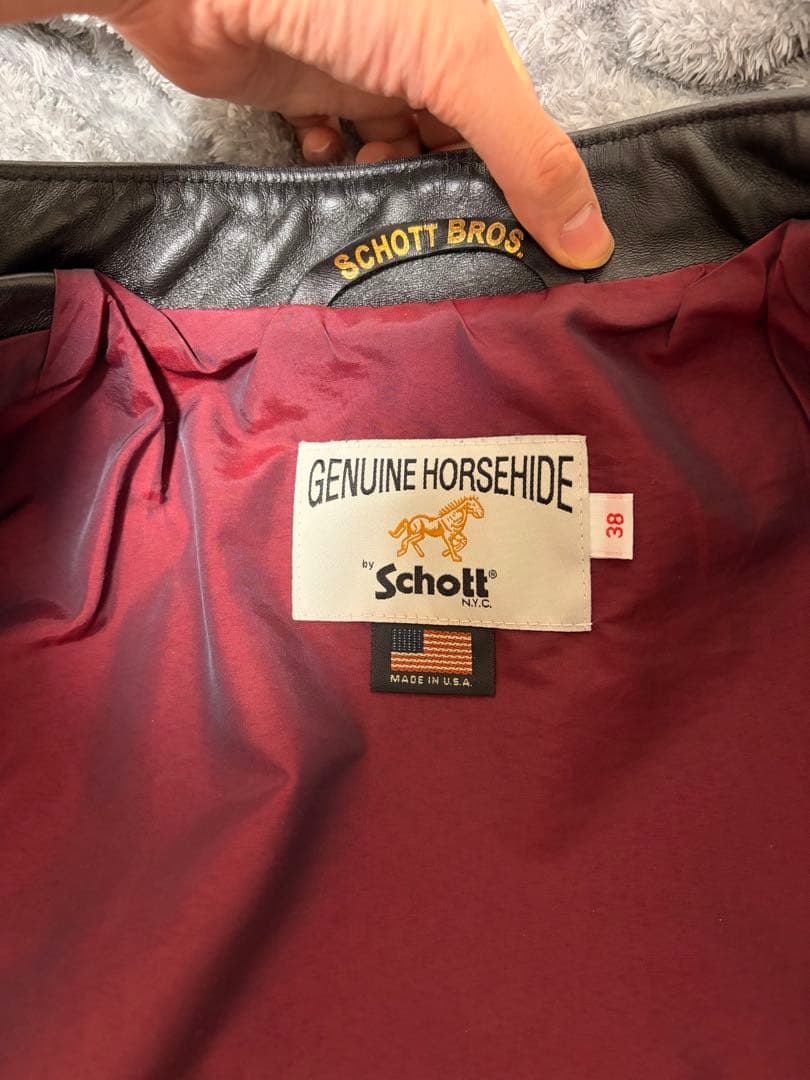 SCHOTT BROS.
GENUINE HORSEHIDE
by Schott®
N.Y.C.
38
MADE IN U.S.A.